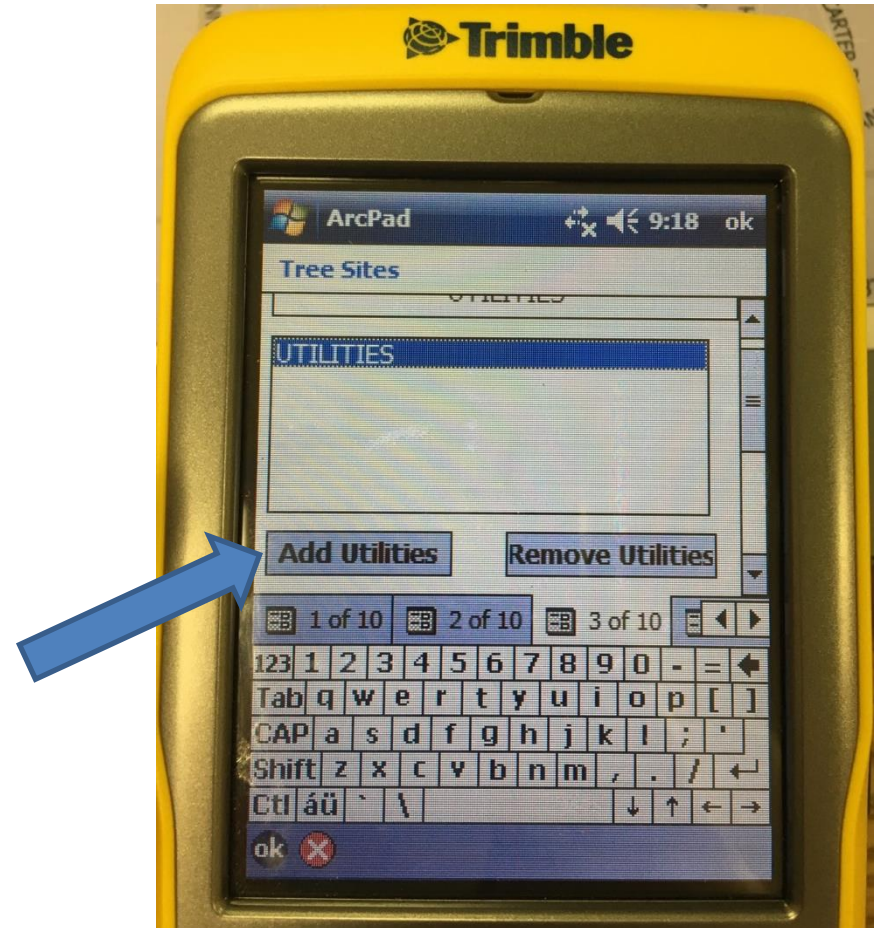 Trimble
ArcPad 9:18 ok
Tree Sites
UTILITIES
UTILITIES
Add Utilities Remove Utilities
1 of 10 2 of 10 3 of 10
123 1 2 3 4 5 6 7 8 9 0 - =
Tab q w e r t y u i o p [ ]
CAP a s d f g h j k l ; '
Shift z x c v b n m , . /
Ctl áü ` \ ↓ ↑ ← →
ok